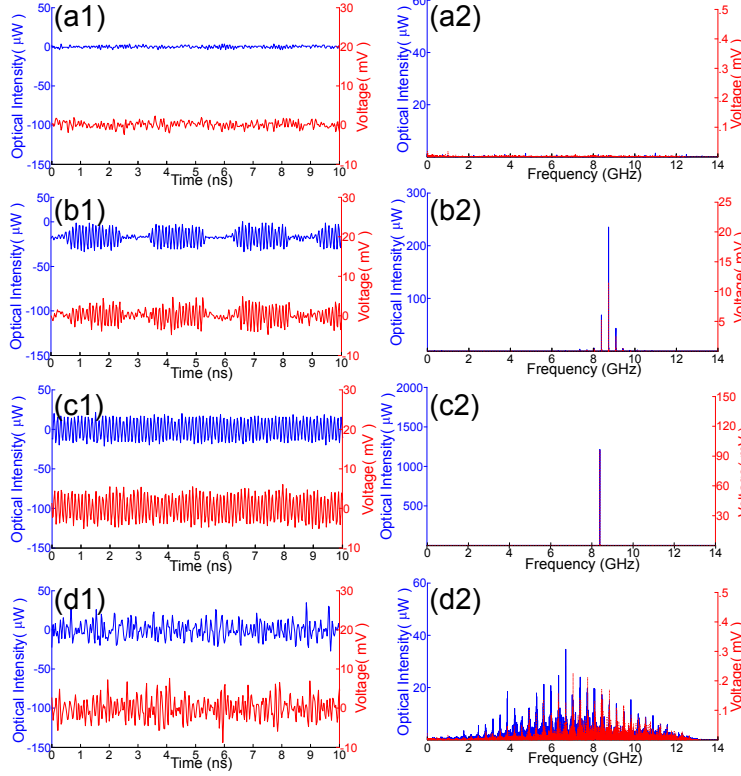 (a1)
50
0
-50
-100
-150
Optical Intensity( μW )
30
20
10
0
-10
Voltage( mV )
0 1 2 3 4 5 6 7 8 9 10
Time (ns)
(a2)
60
40
20
Optical Intensity( μW )
.5
.4
.3
.2
.1
Voltage( mV )
0 2 4 6 8 10 12 14
Frequency (GHz)
(b1)
50
0
-50
-100
-150
Optical Intensity( μW )
30
20
10
0
-10
Voltage( mV )
0 1 2 3 4 5 6 7 8 9 10
Time (ns)
(b2)
300
200
100
Optical Intensity( μW )
25
20
15
10
5
Voltage( mV )
0 2 4 6 8 10 12 14
Frequency (GHz)
(c1)
50
0
-50
-100
-150
Optical Intensity( μW )
30
20
10
0
-10
Voltage( mV )
0 1 2 3 4 5 6 7 8 9 10
Time (ns)
(c2)
2000
1500
1000
500
Optical Intensity( μW )
150
120
90
60
30
0 2 4 6 8 10 12 14
Frequency (GHz)
(d1)
50
0
-50
-100
-150
Optical Intensity( μW )
30
20
10
0
-10
Voltage( mV )
0 1 2 3 4 5 6 7 8 9 10
Time (ns)
(d2)
60
40
20
Optical Intensity( μW )
.5
.4
.3
.2
.1
Voltage( mV )
0 2 4 6 8 10 12 14
Frequency (GHz)